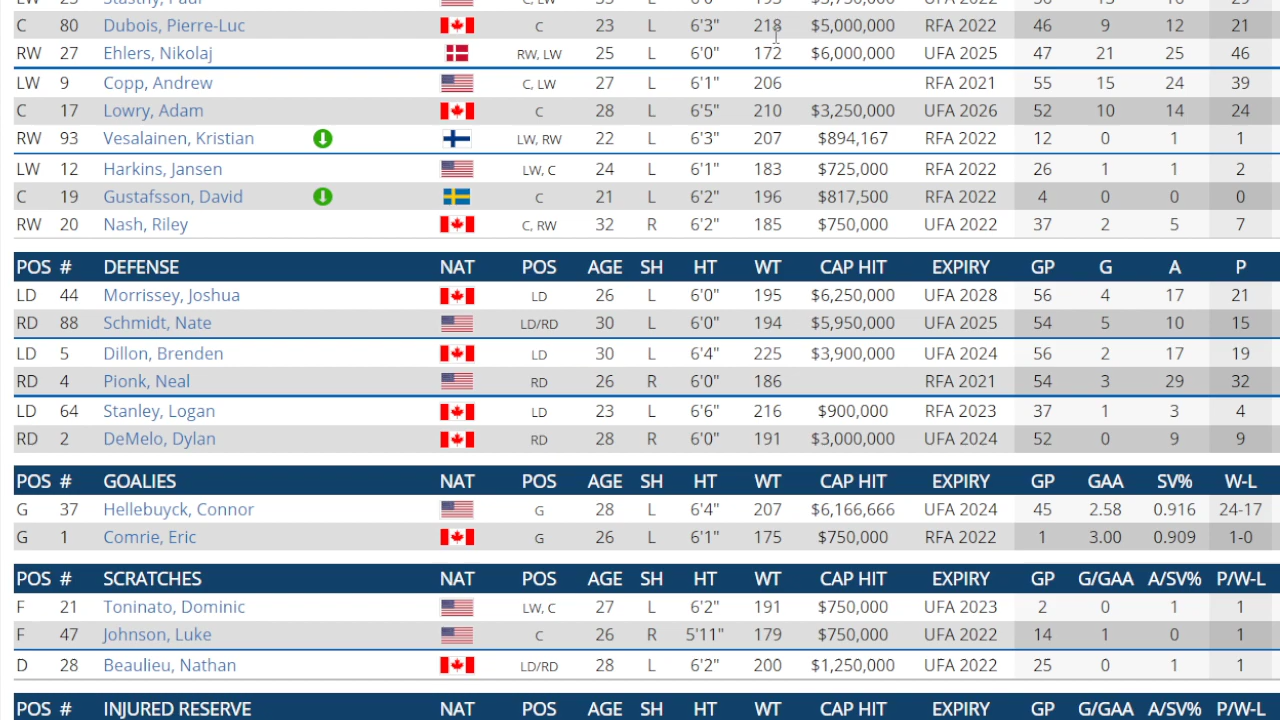 C 80 Dubois, Pierre-Luc C 23 L 6'3" 218 $5,000,000 RFA 2022 46 9 12 21
RW 27 Ehlers, Nikolaj RW, LW 25 L 6'0" 172 $6,000,000 UFA 2025 47 21 25 46
LW 9 Copp, Andrew C, LW 27 L 6'1" 206 RFA 2021 55 15 24 39
C 17 Lowry, Adam C 28 L 6'5" 210 $3,250,000 UFA 2026 52 10 14 24
RW 93 Vesalainen, Kristian LW, RW 22 L 6'3" 207 $894,167 RFA 2022 12 0 1 1
LW 12 Harkins, Jansen LW, C 24 L 6'1" 183 $725,000 RFA 2022 26 1 1 2
C 19 Gustafsson, David C 21 L 6'2" 196 $817,500 RFA 2022 4 0 0 0
RW 20 Nash, Riley C, RW 32 R 6'2" 185 $750,000 UFA 2022 37 2 5 7
POS # DEFENSE NAT POS AGE SH HT WT CAP HIT EXPIRY GP G A P
LD 44 Morrissey, Joshua LD 26 L 6'0" 195 $6,250,000 UFA 2028 56 4 17 21
RD 88 Schmidt, Nate LD/RD 30 L 6'0" 194 $5,950,000 UFA 2025 54 5 10 15
LD 5 Dillon, Brenden LD 30 L 6'4" 225 $3,900,000 UFA 2024 56 2 17 19
RD 4 Pionk, Neal RD 26 R 6'0" 186 RFA 2021 54 3 29 32
LD 64 Stanley, Logan LD 23 L 6'6" 216 $900,000 RFA 2023 37 1 3 4
RD 2 DeMelo, Dylan RD 28 R 6'0" 191 $3,000,000 UFA 2024 52 0 9 9
POS # GOALIES NAT POS AGE SH HT WT CAP HIT EXPIRY GP GAA SV% W-L
G 37 Hellebuyck, Connor G 28 L 6'4" 207 $6,166,666 UFA 2024 45 2.58 0.916 24-17
G 1 Comrie, Eric G 26 L 6'1" 175 $750,000 RFA 2022 1 3.00 0.909 1-0
POS # SCRATCHES NAT POS AGE SH HT WT CAP HIT EXPIRY GP G/GAA A/SV% P/W-L
F 21 Toninato, Dominic LW, C 27 L 6'2" 191 $750,000 UFA 2023 2 0 1 1
F 47 Johnson, Luke C 26 R 5'11" 179 $750,000 UFA 2022 14 1 0 1
D 28 Beaulieu, Nathan LD/RD 28 L 6'2" 200 $1,250,000 UFA 2022 25 0 1 1
POS # INJURED RESERVE NAT POS AGE SH HT WT CAP HIT EXPIRY GP G/GAA A/SV% P/W-L